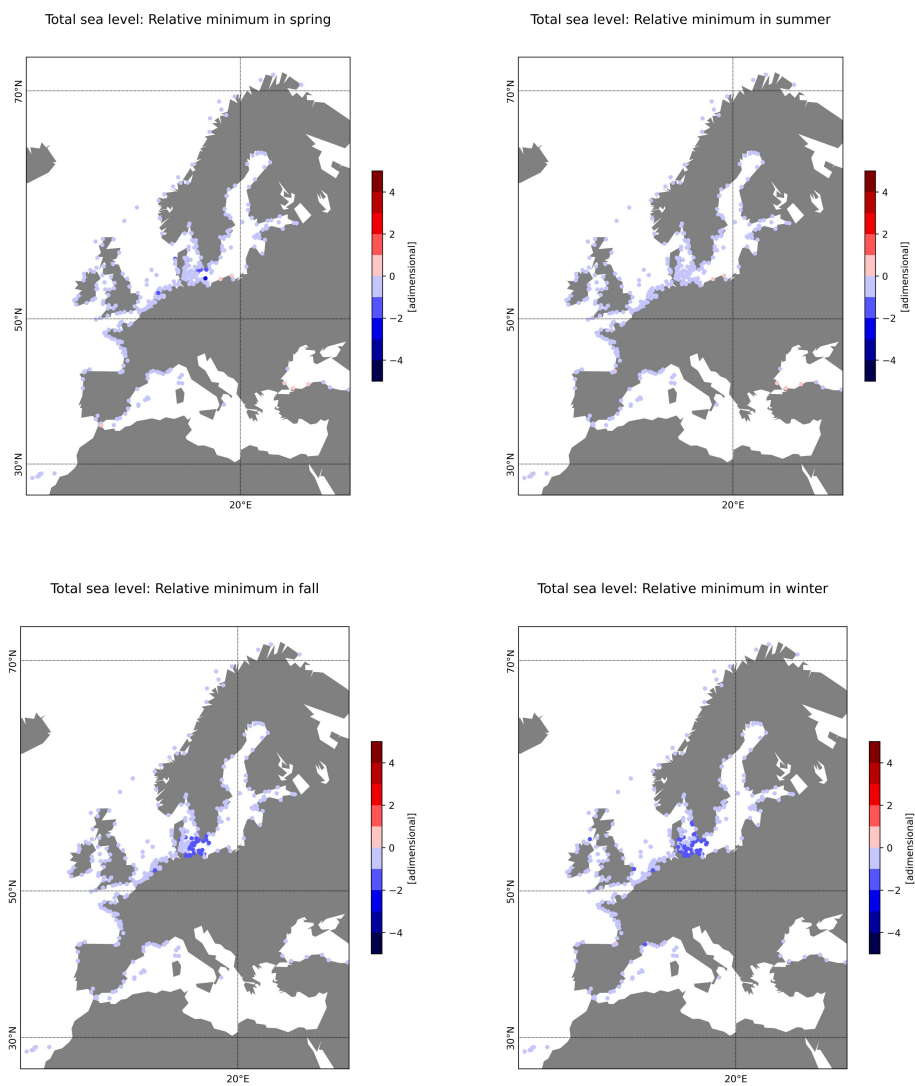 Total sea level: Relative minimum in spring
70°N
50°N
30°N
20°E
4
2
0
−2
−4
[adimensional]
Total sea level: Relative minimum in summer
70°N
50°N
30°N
20°E
4
2
0
−2
−4
[adimensional]
Total sea level: Relative minimum in fall
70°N
50°N
30°N
20°E
4
2
0
−2
−4
[adimensional]
Total sea level: Relative minimum in winter
70°N
50°N
30°N
20°E
4
2
0
−2
−4
[adimensional]